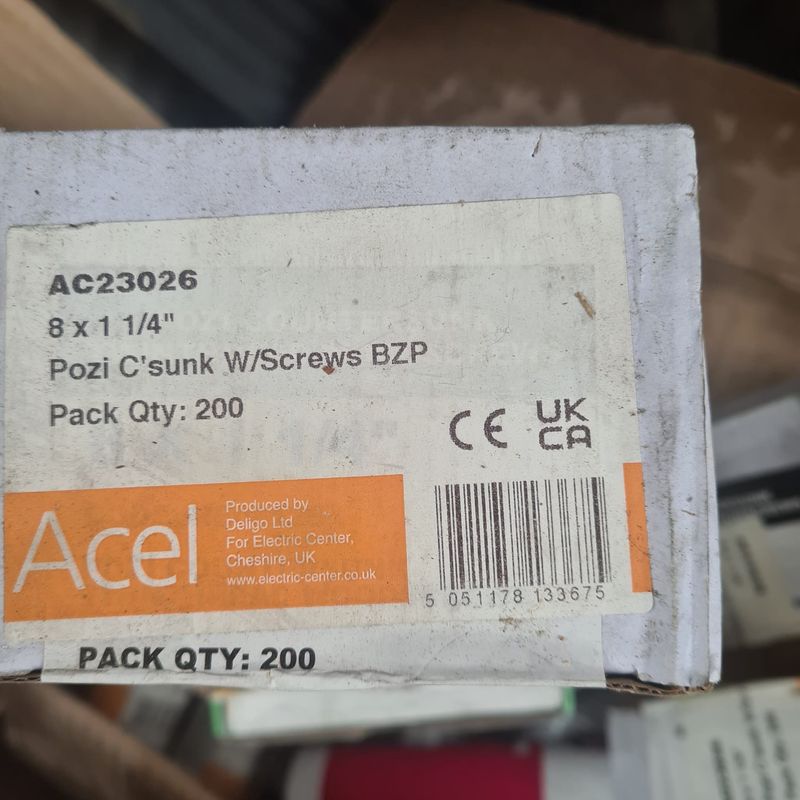 AC23026
8 x 1 1/4"
Pozi C'sunk W/Screws BZP
Pack Qty: 200
CE
UK
CA
Acel
Produced by
Deligo Ltd
For Electric Center,
Cheshire, UK
www.electric-center.co.uk
5 051178 133675
PACK QTY: 200